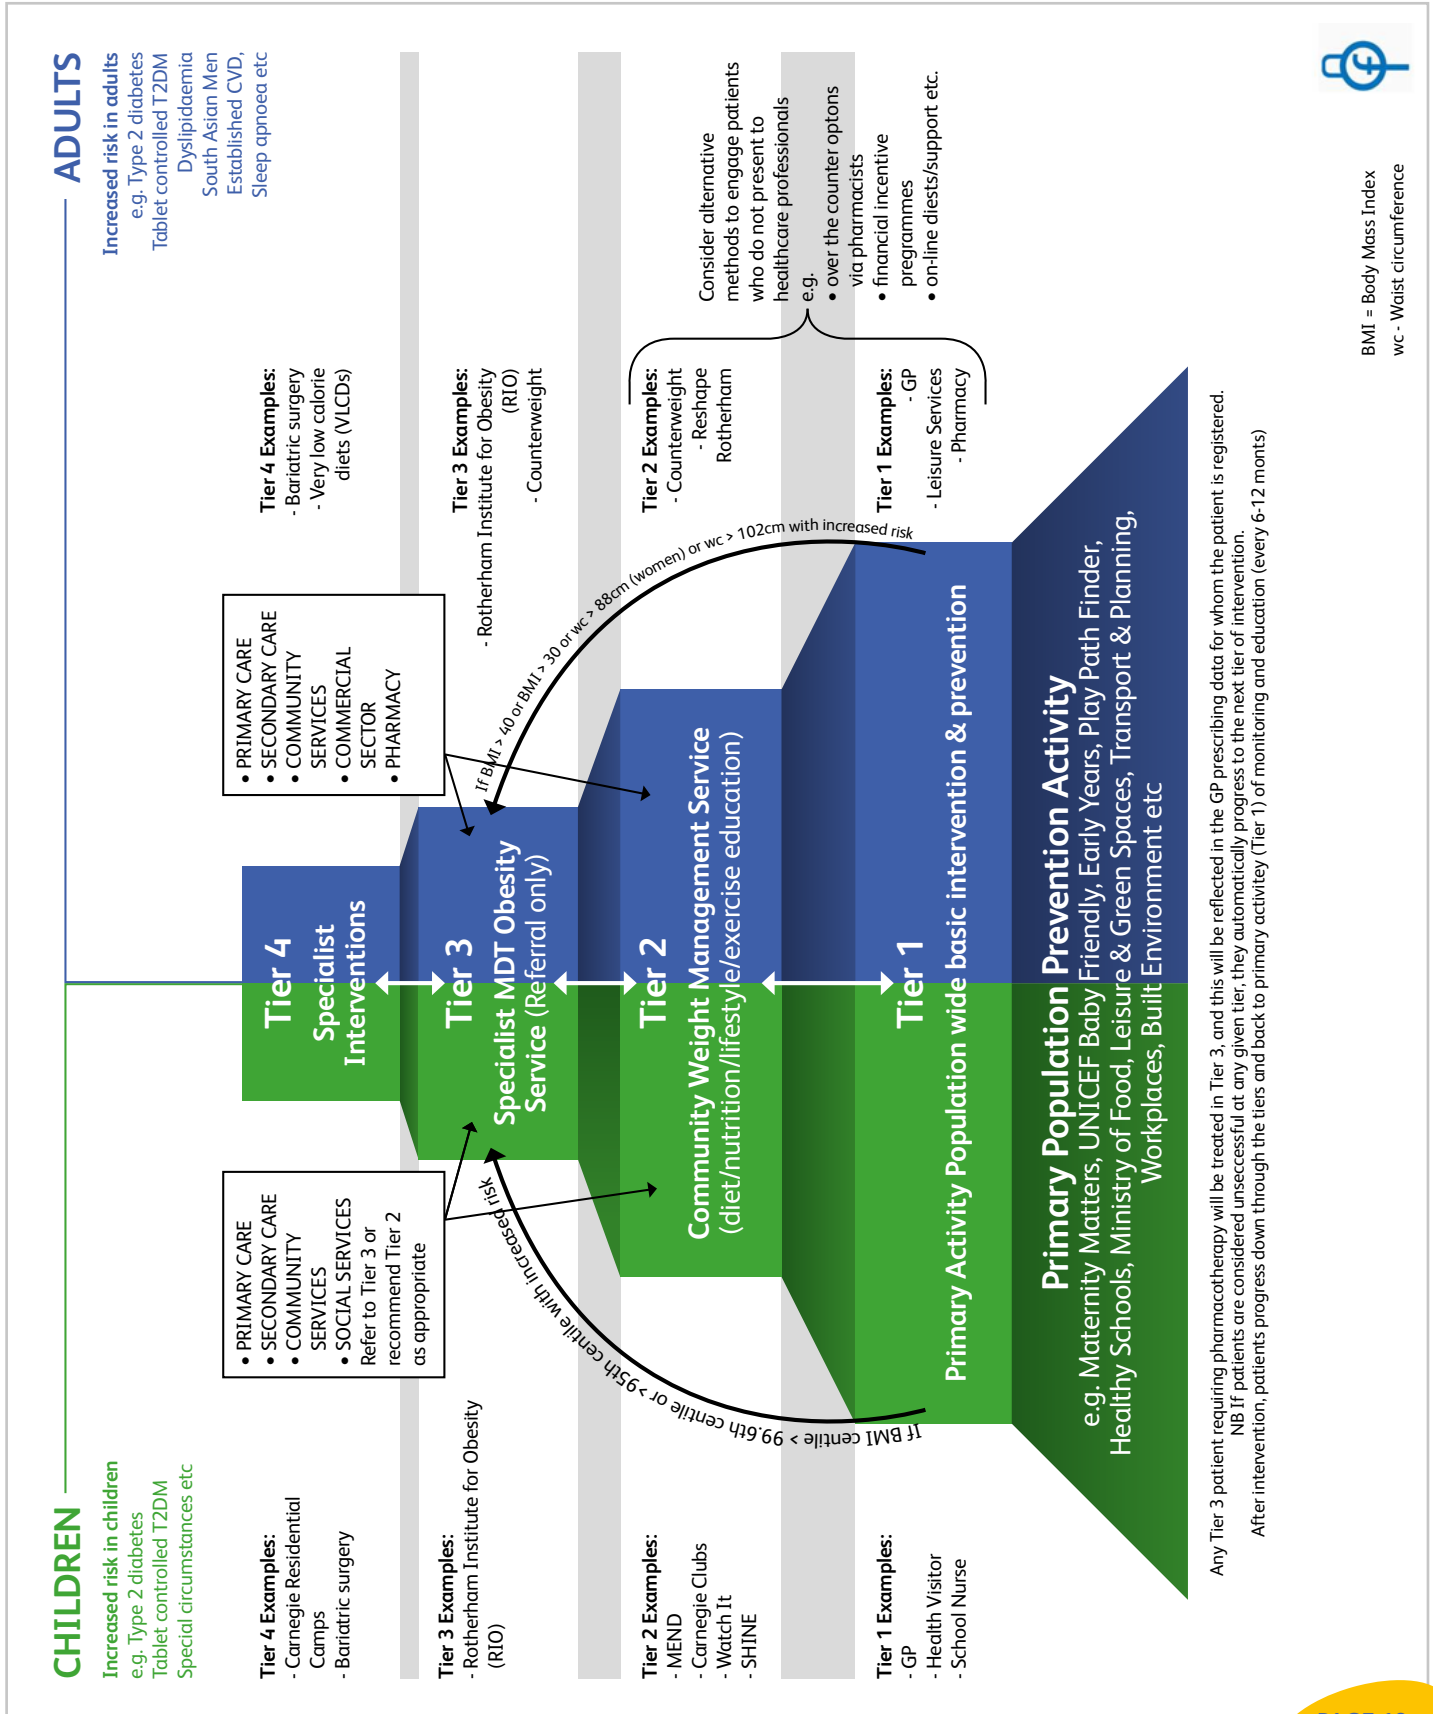 CHILDREN
ADULTS
Increased risk in children
e.g. Type 2 diabetes
Tablet controlled T2DM
Special circumstances etc
Increased risk in adults
e.g. Type 2 diabetes
Tablet controlled T2DM
Dyslipidaemia
South Asian Men
Established CVD,
Sleep apnoea etc
• PRIMARY CARE
• SECONDARY CARE
• COMMUNITY
SERVICES
• SOCIAL SERVICES
Refer to Tier 3 or
recommend Tier 2
as appropriate
• PRIMARY CARE
• SECONDARY CARE
• COMMUNITY
SERVICES
• COMMERCIAL
SECTOR
• PHARMACY
Tier 4 Examples:
- Carnegie Residential
Camps
- Bariatric surgery
Tier 4
Specialist
Interventions
Tier 4 Examples:
- Bariatric surgery
- Very low calorie
diets (VLCDs)
Tier 3 Examples:
- Rotherham Institute for Obesity
(RIO)
Tier 3
Specialist MDT Obesity
Service (Referral only)
Tier 3 Examples:
- Rotherham Institute for Obesity
(RIO)
- Counterweight
If BMI centile > 99.6th centile or >95th centile with increased risk
If BMI > 40 or BMI > 30 or wc > 88cm (women) or wc > 102cm with increased risk
Tier 2 Examples:
- MEND
- Carnegie Clubs
- Watch It
- SHINE
Tier 2
Community Weight Management Service
(diet/nutrition/lifestyle/exercise education)
Tier 2 Examples:
- Counterweight
- Reshape
Rotherham
Consider alternative
methods to engage patients
who do not present to
healthcare professionals
e.g.
• over the counter optons
via pharmacists
• financial incentive
pregrammes
• on-line diests/support etc.
Tier 1 Examples:
- GP
- Health Visitor
- School Nurse
Tier 1
Primary Activity Population wide basic intervention & prevention
Tier 1 Examples:
- GP
- Leisure Services
- Pharmacy
Primary Population Prevention Activity
e.g. Maternity Matters, UNICEF Baby Friendly, Early Years, Play Path Finder,
Healthy Schools, Ministry of Food, Leisure & Green Spaces, Transport & Planning,
Workplaces, Built Environment etc
Any Tier 3 patient requiring pharmacotherapy will be treated in Tier 3, and this will be reflected in the GP prescribing data for whom the patient is registered.
NB If patients are considered unseccessful at any given tier, they automatically progress to the next tier of intervention.
After intervention, patients progress down through the tiers and back to primary activitey (Tier 1) of monitoring and education (every 6-12 monts)
BMI = Body Mass Index
wc - Waist circumference